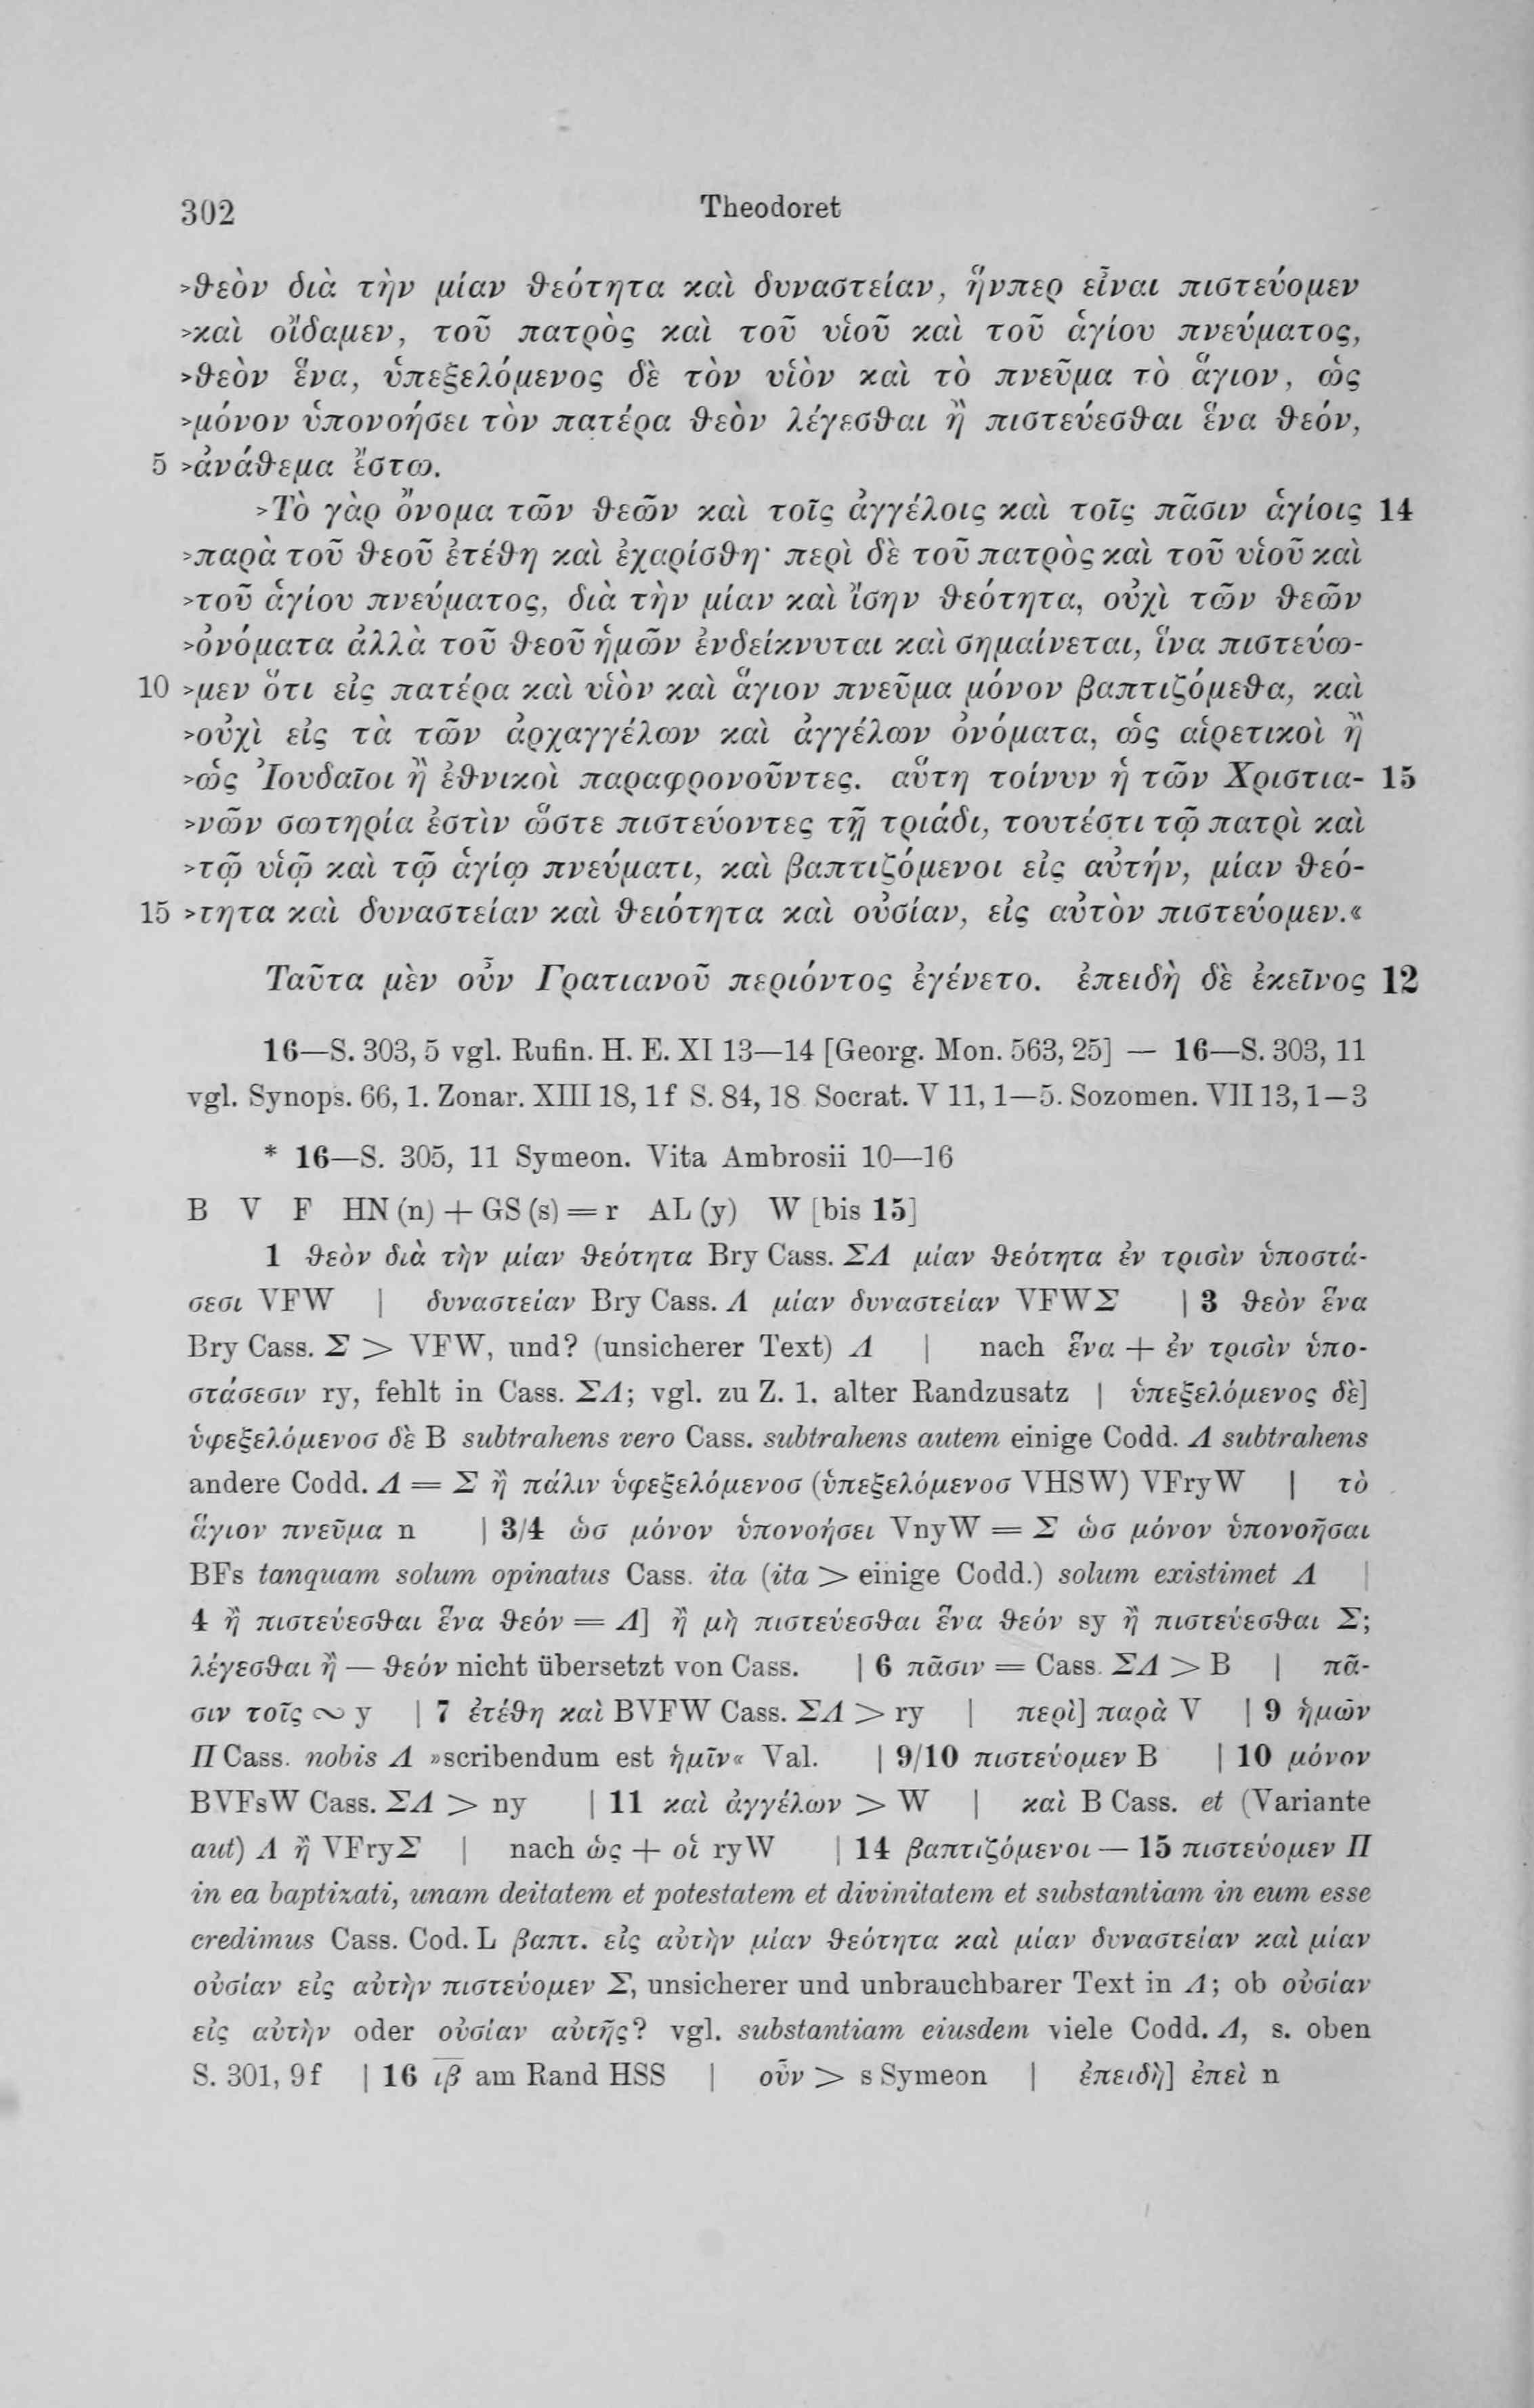 302 Theodoret
>θεὸν διὰ τὴν μίαν θεότητα καὶ δυναστείαν, ἥνπερ εἶναι πιστεύομεν
>καὶ οἴδαμεν, τοῦ πατρὸς καὶ τοῦ υἱοῦ καὶ τοῦ ἁγίου πνεύματος,
>θεὸν ἕνα, ὑπεξελόμενος δὲ τὸν υἱὸν καὶ τὸ πνεῦμα τὸ ἅγιον, ὡς
>μόνον ὑπονοήσει τὸν πατέρα θεὸν λέγεσθαι ἢ πιστεύεσθαι ἕνα θεόν,
5 >ἀνάθεμα ἔστω.
>Τὸ γὰρ ὄνομα τῶν θεῶν καὶ τοῖς ἀγγέλοις καὶ τοῖς πᾶσιν ἁγίοις 14
>παρὰ τοῦ θεοῦ ἐτέθη καὶ ἐχαρίσθη· περὶ δὲ τοῦ πατρὸς καὶ τοῦ υἱοῦ καὶ
>τοῦ ἁγίου πνεύματος, διὰ τὴν μίαν καὶ ἴσην θεότητα, οὐχὶ τῶν θεῶν
>ὀνόματα ἀλλὰ τοῦ θεοῦ ἡμῶν ἐνδείκνυται καὶ σημαίνεται, ἵνα πιστεύω-
10 >μεν ὅτι εἰς πατέρα καὶ υἱὸν καὶ ἅγιον πνεῦμα μόνον βαπτιζόμεθα, καὶ
>οὐχὶ εἰς τὰ τῶν ἀρχαγγέλων καὶ ἀγγέλων ὀνόματα, ὡς αἱρετικοὶ ἢ
>ὡς Ἰουδαῖοι ἢ ἐθνικοὶ παραφρονοῦντες. αὕτη τοίνυν ἡ τῶν Χριστια- 15
>νῶν σωτηρία ἐστὶν ὥστε πιστεύοντες τῇ τριάδι, τουτέστι τῷ πατρὶ καὶ
>τῷ υἱῷ καὶ τῷ ἁγίῳ πνεύματι, καὶ βαπτιζόμενοι εἰς αὐτήν, μίαν θεό-
15 >τητα καὶ δυναστείαν καὶ θειότητα καὶ οὐσίαν, εἰς αὐτὸν πιστεύομεν.«
Ταῦτα μὲν οὖν Γρατιανοῦ περιόντος ἐγένετο. ἐπειδὴ δὲ ἐκεῖνος 12
16—S. 303, 5 vgl. Rufin. H. E. XI 13—14 [Georg. Mon. 563, 25] — 16—S. 303, 11
vgl. Synops. 66, 1. Zonar. XIII 18, 1f S. 84, 18 Socrat. V 11, 1—5. Sozomen. VII 13, 1—3
* 16—S. 305, 11 Symeon. Vita Ambrosii 10—16
B V F HN (n) + GS (s) = r AL (y) W [bis 15]
1 θεὸν διὰ τὴν μίαν θεότητα Bry Cass. ΣΛ μίαν θεότητα ἐν τρισὶν ὑποστά-
σεσι VFW | δυναστείαν Bry Cass. Λ μίαν δυναστείαν VFWΣ | 3 θεὸν ἕνα
Bry Cass. Σ > VFW, und? (unsicherer Text) Λ | nach ἕνα + ἐν τρισὶν ὑπο-
στάσεσιν ry, fehlt in Cass. ΣΛ; vgl. zu Z. 1. alter Randzusatz | ὑπεξελόμενος δὲ]
ὑφεξελόμενοσ δὲ B subtrahens vero Cass. subtrahens autem einige Codd. Λ subtrahens
andere Codd. Λ = Σ ἢ πάλιν ὑφεξελόμενοσ (ὑπεξελόμενοσ VHSW) VFryW | τὸ
ἅγιον πνεῦμα n | 3/4 ὡσ μόνον ὑπονοήσει VnyW = Σ ὡσ μόνον ὑπονοῆσαι
BFs tanquam solum opinatus Cass. ita (ita > einige Codd.) solum existimet Λ |
4 ἢ πιστεύεσθαι ἕνα θεόν = Λ] ἢ μὴ πιστεύεσθαι ἕνα θεόν sy ἢ πιστεύεσθαι Σ;
λέγεσθαι ἢ — θεόν nicht übersetzt von Cass. | 6 πᾶσιν = Cass. ΣΛ > B | πᾶ-
σιν τοῖς ∾ y | 7 ἐτέθη καὶ BVFW Cass. ΣΛ > ry | περὶ] παρὰ V | 9 ἡμῶν
Π Cass. nobis Λ »scribendum est ἡμῖν« Val. | 9/10 πιστεύομεν B | 10 μόνον
BVFsW Cass. ΣΛ > ny | 11 καὶ ἀγγέλων > W | καὶ B Cass. et (Variante
aut) Λ ἢ VFryΣ | nach ὡς + οἱ ryW | 14 βαπτιζόμενοι — 15 πιστεύομεν Π
in ea baptizati, unam deitatem et potestatem et divinitatem et substantiam in eum esse
credimus Cass. Cod. L βαπτ. εἰς αὐτὴν μίαν θεότητα καὶ μίαν δυναστείαν καὶ μίαν
οὐσίαν εἰς αὐτὴν πιστεύομεν Σ, unsicherer und unbrauchbarer Text in Λ; ob οὐσίαν
εἰς αὐτὴν oder οὐσίαν αὐτῆς? vgl. substantiam eiusdem viele Codd. Λ, s. oben
S. 301, 9f | 16 ιβ am Rand HSS | οὖν > s Symeon | ἐπειδὴ] ἐπεὶ n